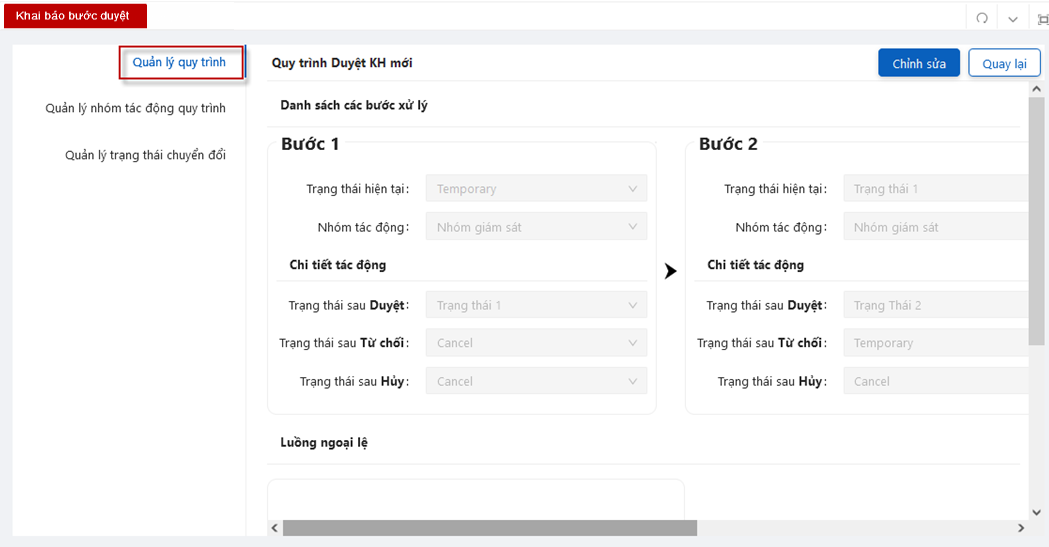 Khai bảo bước duyệt
Quản lý quy trình
Quản lý nhóm tác động quy trình
Quản lý trạng thái chuyển đổi
Quy trình Duyệt KH mới
Chỉnh sửa
Quay lại
Danh sách các bước xử lý
Bước 1
Trạng thái hiện tại:
Temporary
Nhóm tác động:
Nhóm giám sát
Chi tiết tác động
Trạng thái sau Duyệt:
Trạng thái 1
Trạng thái sau Từ chối:
Cancel
Trạng thái sau Hủy:
Cancel
Bước 2
Trạng thái hiện tại:
Trạng thái 1
Nhóm tác động:
Nhóm giám sát
Chi tiết tác động
Trạng thái sau Duyệt:
Trạng Thái 2
Trạng thái sau Từ chối:
Temporary
Trạng thái sau Hủy:
Cancel
Luồng ngoại lệ